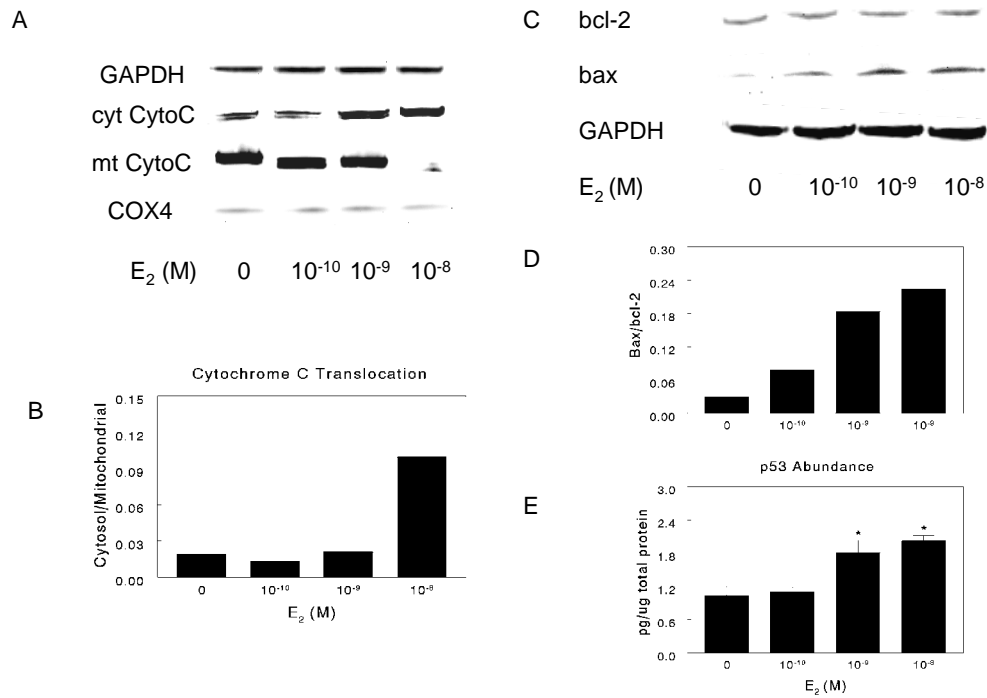 A
GAPDH
cyt CytoC
mt CytoC
COX4
E₂ (M) 0 10⁻¹⁰ 10⁻⁹ 10⁻⁸
B
Cytochrome C Translocation
Cytosol/Mitochondrial
0.15
0.12
0.09
0.06
0.03
0.00
0 10⁻¹⁰ 10⁻⁹ 10⁻⁸
E₂ (M)
C
bcl-2
bax
GAPDH
E₂ (M) 0 10⁻¹⁰ 10⁻⁹ 10⁻⁸
D
Bax/bcl-2
0.30
0.24
0.18
0.12
0.06
0.00
0 10⁻¹⁰ 10⁻⁹ 10⁻⁹
E
p53 Abundance
pg/ug total protein
3.0
2.4
1.8
1.2
0.6
0.0
* *
0 10⁻¹⁰ 10⁻⁹ 10⁻⁸
E₂ (M)